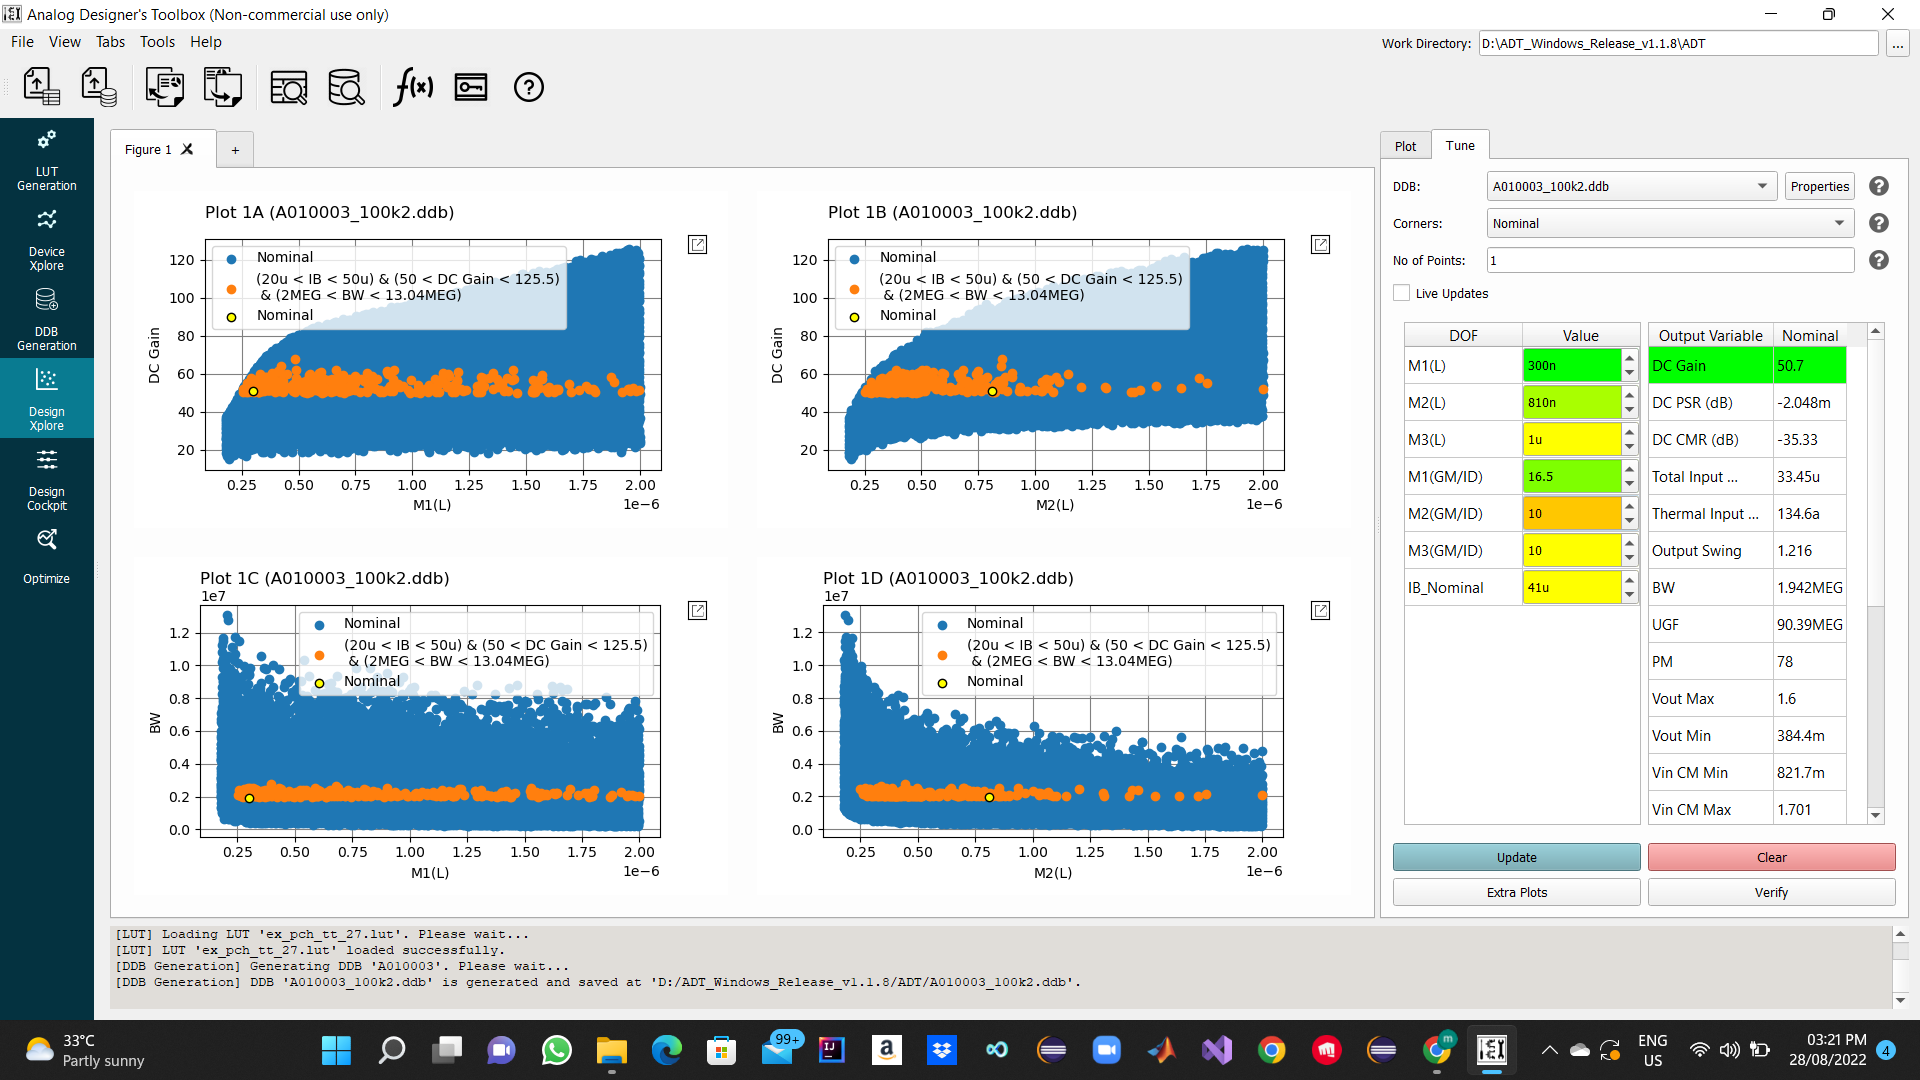 Analog Designer's Toolbox (Non-commercial use only)
File View Tabs Tools Help
Work Directory: D:\ADT_Windows_Release_v1.1.8\ADT ...
f(x)
?
LUT
Generation
Device
Xplore
DDB
Generation
Design
Xplore
Design
Cockpit
Optimize
Figure 1
+
Plot 1A (A010003_100k2.ddb)
Nominal
(20u < IB < 50u) & (50 < DC Gain < 125.5)
& (2MEG < BW < 13.04MEG)
Nominal
DC Gain
120
100
80
60
40
20
0.25 0.50 0.75 1.00 1.25 1.50 1.75 2.00
M1(L)
1e−6
Plot 1B (A010003_100k2.ddb)
Nominal
(20u < IB < 50u) & (50 < DC Gain < 125.5)
& (2MEG < BW < 13.04MEG)
Nominal
DC Gain
120
100
80
60
40
20
0.25 0.50 0.75 1.00 1.25 1.50 1.75 2.00
M2(L)
1e−6
Plot 1C (A010003_100k2.ddb)
1e7
Nominal
(20u < IB < 50u) & (50 < DC Gain < 125.5)
& (2MEG < BW < 13.04MEG)
Nominal
BW
1.2
1.0
0.8
0.6
0.4
0.2
0.0
0.25 0.50 0.75 1.00 1.25 1.50 1.75 2.00
M1(L)
1e−6
Plot 1D (A010003_100k2.ddb)
1e7
Nominal
(20u < IB < 50u) & (50 < DC Gain < 125.5)
& (2MEG < BW < 13.04MEG)
Nominal
BW
1.2
1.0
0.8
0.6
0.4
0.2
0.0
0.25 0.50 0.75 1.00 1.25 1.50 1.75 2.00
M2(L)
1e−6
Plot Tune
DDB: A010003_100k2.ddb Properties ?
Corners: Nominal ?
No of Points: 1 ?
Live Updates
DOF Value
M1(L) 300n
M2(L) 810n
M3(L) 1u
M1(GM/ID) 16.5
M2(GM/ID) 10
M3(GM/ID) 10
IB_Nominal 41u
Output Variable Nominal
DC Gain 50.7
DC PSR (dB) -2.048m
DC CMR (dB) -35.33
Total Input ... 33.45u
Thermal Input ... 134.6a
Output Swing 1.216
BW 1.942MEG
UGF 90.39MEG
PM 78
Vout Max 1.6
Vout Min 384.4m
Vin CM Min 821.7m
Vin CM Max 1.701
Update Clear
Extra Plots Verify
[LUT] Loading LUT 'ex_pch_tt_27.lut'. Please wait...
[LUT] LUT 'ex_pch_tt_27.lut' loaded successfully.
[DDB Generation] Generating DDB 'A010003'. Please wait...
[DDB Generation] DDB 'A010003_100k2.ddb' is generated and saved at 'D:/ADT_Windows_Release_v1.1.8/ADT/A010003_100k2.ddb'.
33°C
Partly sunny
99+
IJ
a
m
ENG
US
03:21 PM
28/08/2022
4